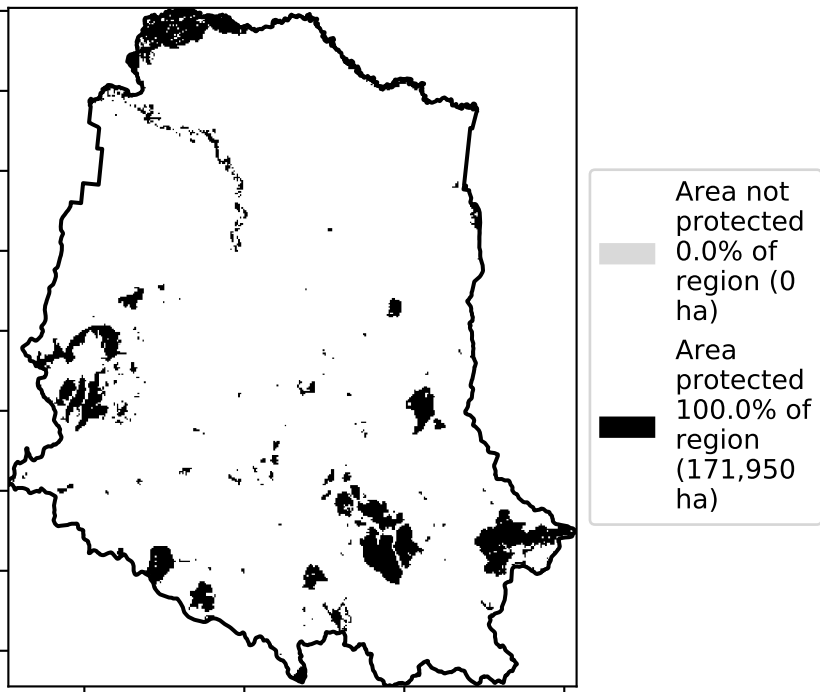 Area not
protected
0.0% of
region (0
ha)
Area
protected
100.0% of
region
(171,950
ha)